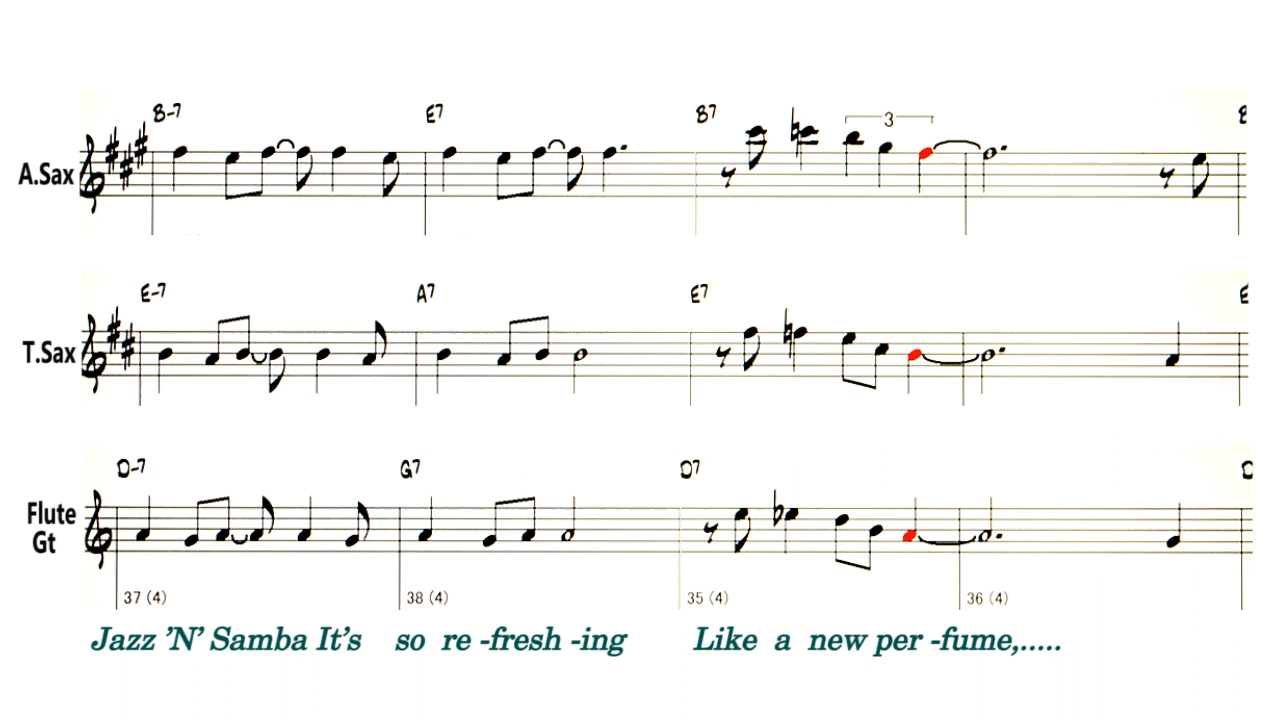 B-7 E7 B7
3
A.Sax
E-7 A7 E7
T.Sax
D-7 G7 D7
Flute
Gt
37 (4) 38 (4) 35 (4) 36 (4)
Jazz ’N’ Samba It’s so re -fresh -ing Like a new per -fume,.....